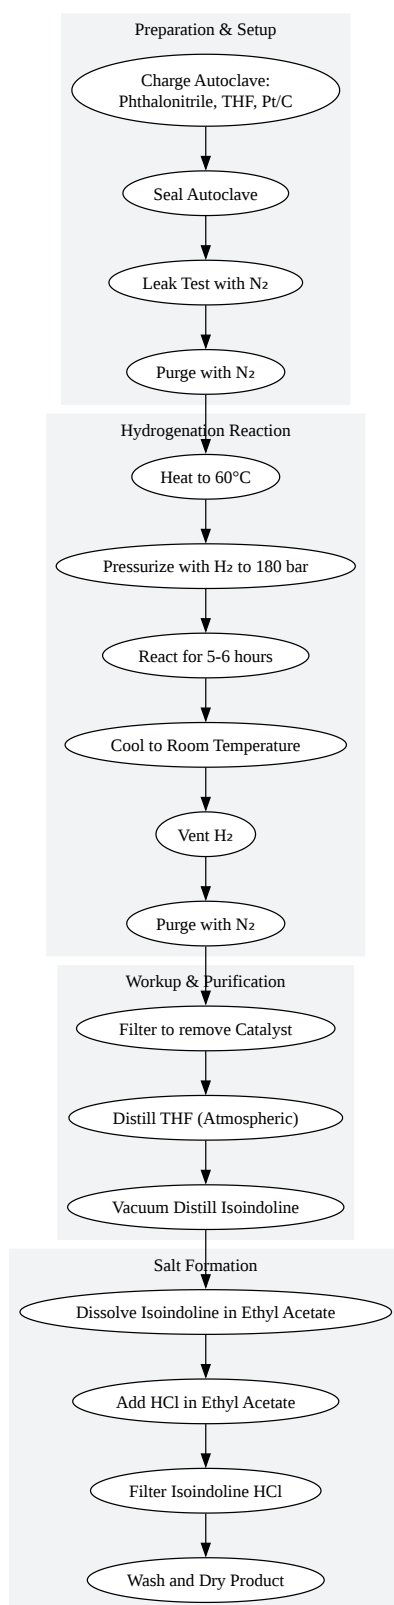 Preparation & Setup
Charge Autoclave:
Phthalonitrile, THF, Pt/C
Seal Autoclave
Leak Test with N₂
Purge with N₂
Hydrogenation Reaction
Heat to 60°C
Pressurize with H₂ to 180 bar
React for 5-6 hours
Cool to Room Temperature
Vent H₂
Purge with N₂
Workup & Purification
Filter to remove Catalyst
Distill THF (Atmospheric)
Vacuum Distill Isoindoline
Salt Formation
Dissolve Isoindoline in Ethyl Acetate
Add HCl in Ethyl Acetate
Filter Isoindoline HCl
Wash and Dry Product